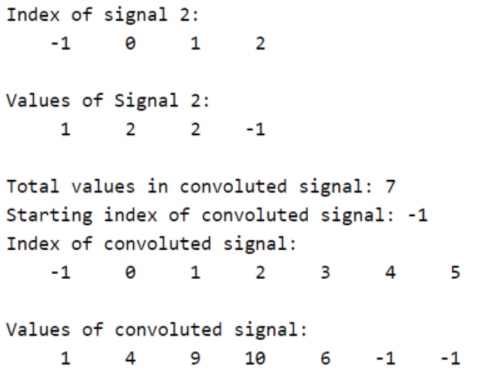 Index of signal 2:
-1 0 1 2
Values of Signal 2:
1 2 2 -1
Total values in convoluted signal: 7
Starting index of convoluted signal: -1
Index of convoluted signal:
-1 0 1 2 3 4 5
Values of convoluted signal:
1 4 9 10 6 -1 -1